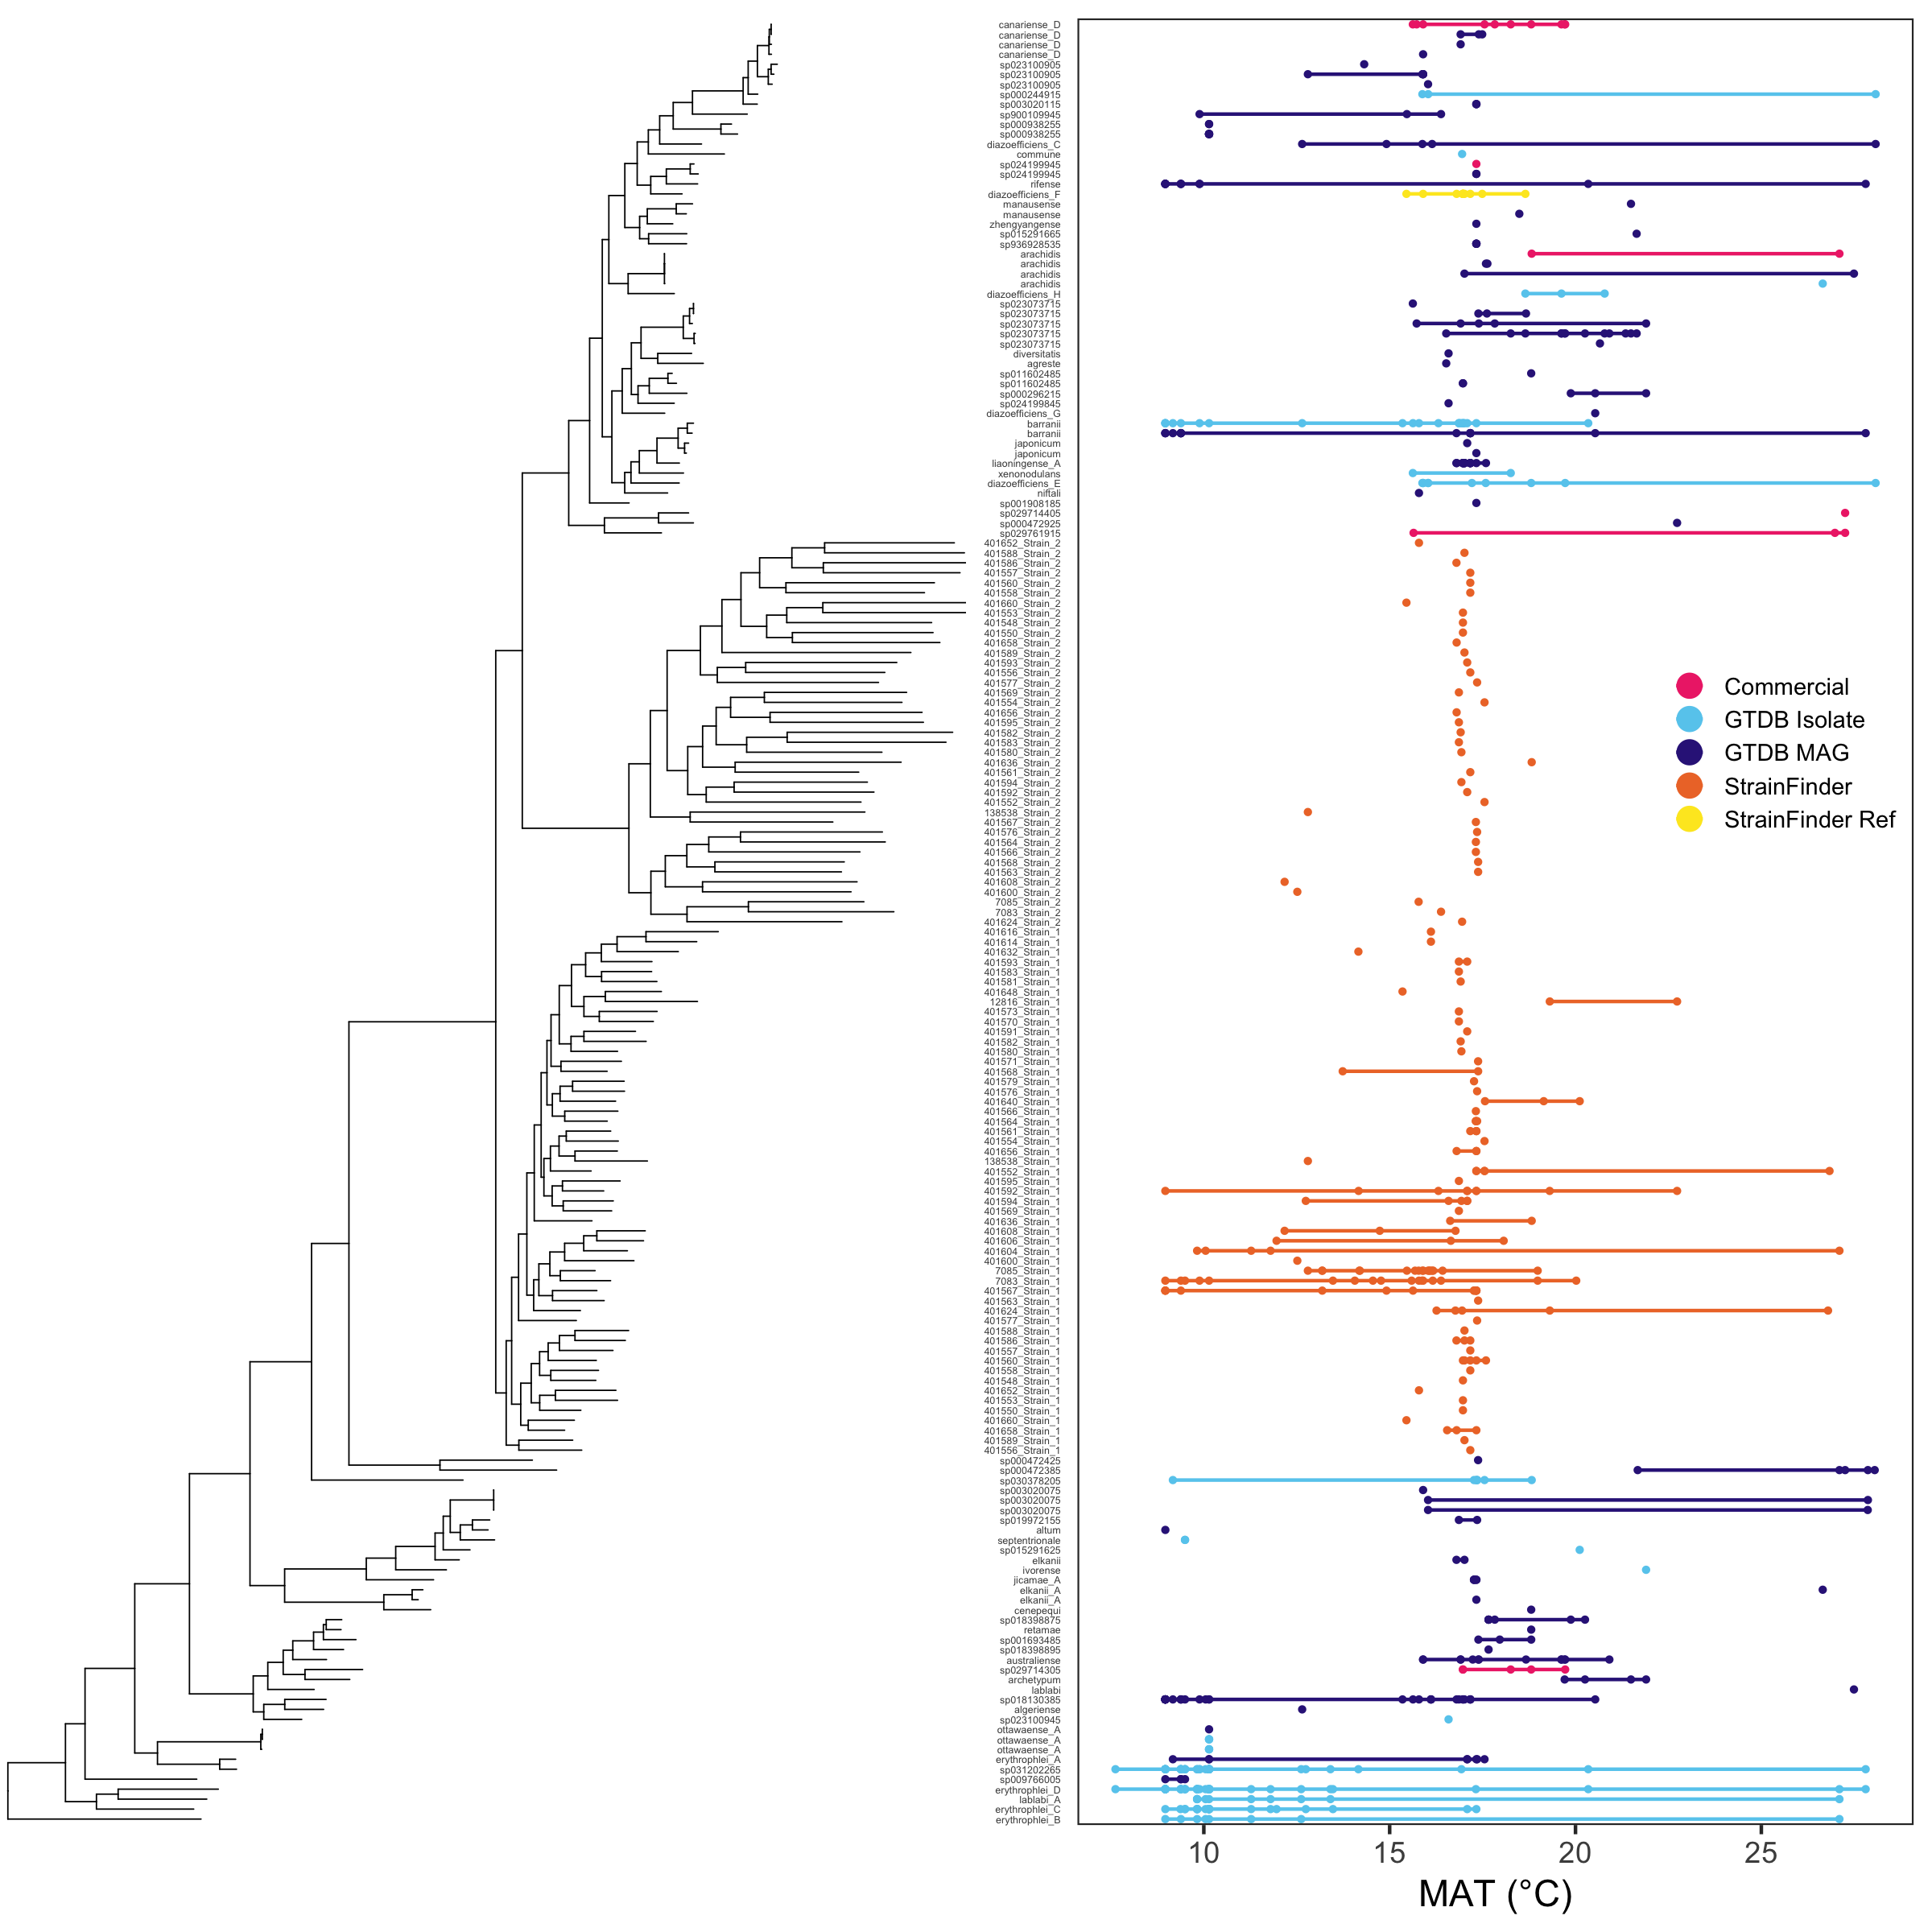 canariense_D
canariense_D
canariense_D
canariense_D
sp023100905
sp023100905
sp023100905
sp000244915
sp003020115
sp900109945
sp000938255
sp000938255
diazoefficiens_C
commune
sp024199945
sp024199945
rifense
diazoefficiens_F
manausense
manausense
zhengyangense
sp015291665
sp936928535
arachidis
arachidis
arachidis
arachidis
diazoefficiens_H
sp023073715
sp023073715
sp023073715
sp023073715
sp023073715
diversitatis
agreste
sp011602485
sp011602485
sp000296215
sp024199845
diazoefficiens_G
barranii
barranii
japonicum
japonicum
liaoningense_A
xenonodulans
diazoefficiens_E
niftali
sp001908185
sp029714405
sp000472925
sp029761915
401652_Strain_2
401588_Strain_2
401586_Strain_2
401557_Strain_2
401560_Strain_2
401558_Strain_2
401660_Strain_2
401553_Strain_2
401548_Strain_2
401550_Strain_2
401658_Strain_2
401589_Strain_2
401593_Strain_2
401556_Strain_2
401577_Strain_2
401569_Strain_2
401554_Strain_2
401656_Strain_2
401595_Strain_2
401582_Strain_2
401583_Strain_2
401580_Strain_2
401636_Strain_2
401561_Strain_2
401594_Strain_2
401592_Strain_2
401552_Strain_2
138538_Strain_2
401567_Strain_2
401576_Strain_2
401564_Strain_2
401566_Strain_2
401568_Strain_2
401563_Strain_2
401608_Strain_2
401600_Strain_2
7085_Strain_2
7083_Strain_2
401624_Strain_2
401616_Strain_1
401614_Strain_1
401632_Strain_1
401593_Strain_1
401583_Strain_1
401581_Strain_1
401648_Strain_1
12816_Strain_1
401573_Strain_1
401570_Strain_1
401591_Strain_1
401582_Strain_1
401580_Strain_1
401571_Strain_1
401568_Strain_1
401579_Strain_1
401576_Strain_1
401640_Strain_1
401566_Strain_1
401564_Strain_1
401561_Strain_1
401554_Strain_1
401656_Strain_1
138538_Strain_1
401552_Strain_1
401595_Strain_1
401592_Strain_1
401594_Strain_1
401569_Strain_1
401636_Strain_1
401608_Strain_1
401606_Strain_1
401604_Strain_1
401600_Strain_1
7085_Strain_1
7083_Strain_1
401567_Strain_1
401563_Strain_1
401624_Strain_1
401577_Strain_1
401588_Strain_1
401586_Strain_1
401557_Strain_1
401560_Strain_1
401558_Strain_1
401548_Strain_1
401652_Strain_1
401553_Strain_1
401550_Strain_1
401660_Strain_1
401658_Strain_1
401589_Strain_1
401556_Strain_1
sp000472425
sp000472385
sp030378205
sp003020075
sp003020075
sp003020075
sp019972155
altum
septentrionale
sp015291625
elkanii
ivorense
jicamae_A
elkanii_A
elkanii_A
cenepequi
sp018398875
retamae
sp001693485
sp018398895
australiense
sp029714305
archetypum
lablabi
sp018130385
algeriense
sp023100945
ottawaense_A
ottawaense_A
ottawaense_A
erythrophlei_A
sp031202265
sp009766005
erythrophlei_D
lablabi_A
erythrophlei_C
erythrophlei_B
Commercial
GTDB Isolate
GTDB MAG
StrainFinder
StrainFinder Ref
10 15 20 25
MAT (°C)